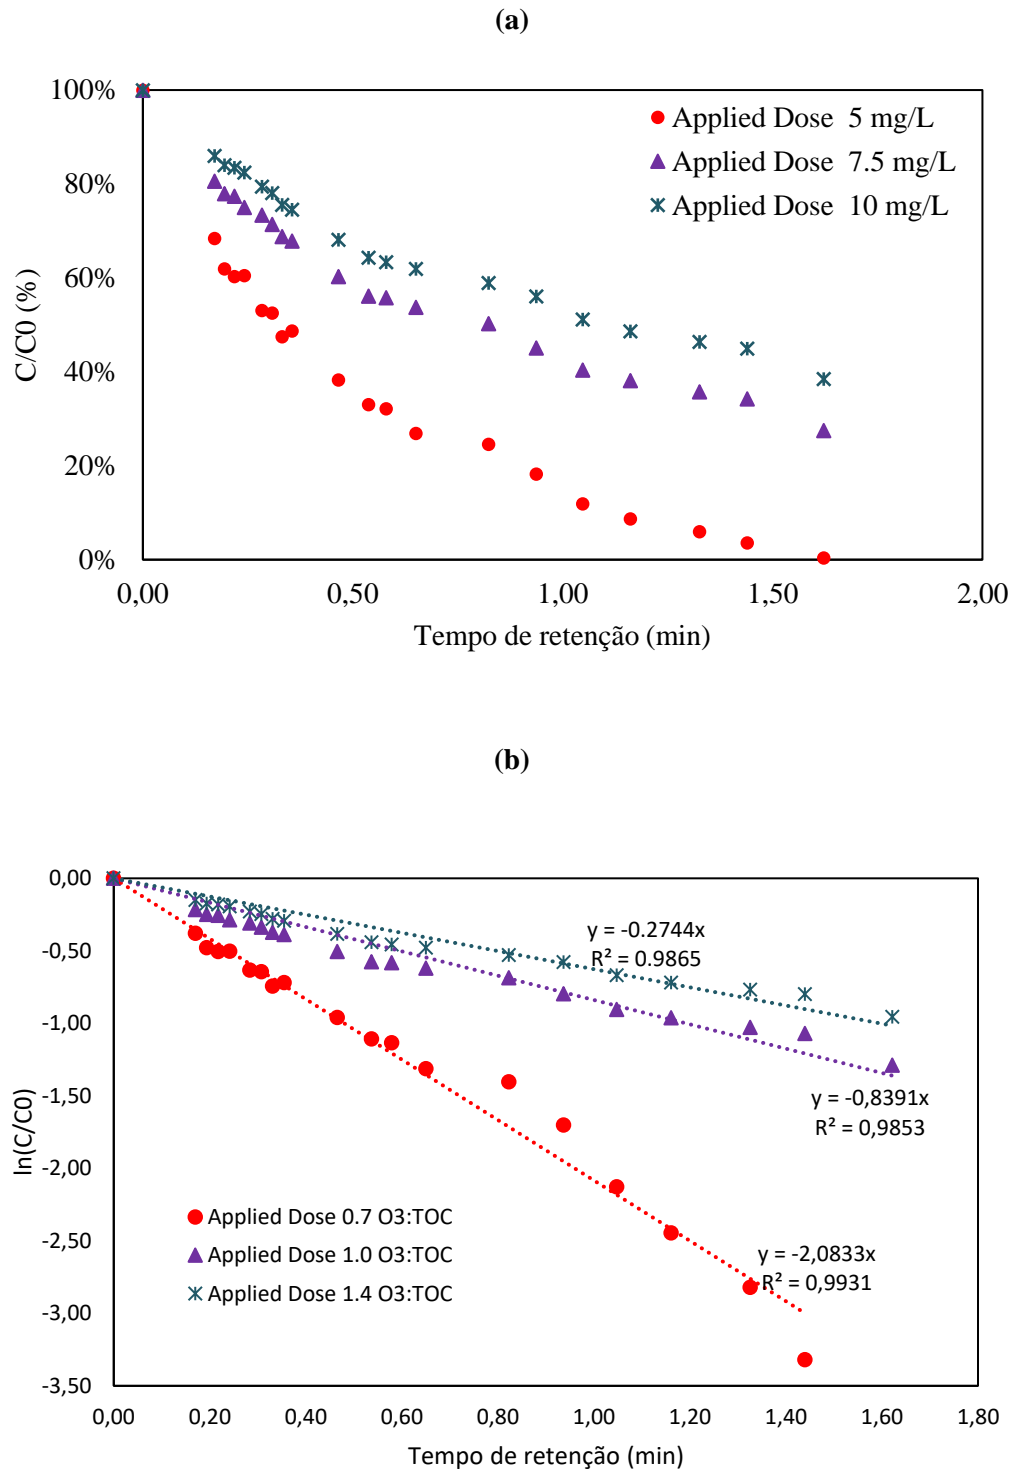 (a)
100%
80%
60%
40%
20%
0%
C/C0 (%)
Applied Dose  5 mg/L
Applied Dose  7.5 mg/L
Applied Dose  10 mg/L
0,00
0,50
1,00
1,50
2,00
Tempo de retenção (min)
(b)
0,00
-0,50
-1,00
-1,50
-2,00
-2,50
-3,00
-3,50
ln(C/C0)
y = -0.2744x
R² = 0.9865
y = -0,8391x
R² = 0,9853
y = -2,0833x
R² = 0,9931
Applied Dose 0.7 O3:TOC
Applied Dose 1.0 O3:TOC
Applied Dose 1.4 O3:TOC
0,00
0,20
0,40
0,60
0,80
1,00
1,20
1,40
1,60
1,80
Tempo de retenção (min)